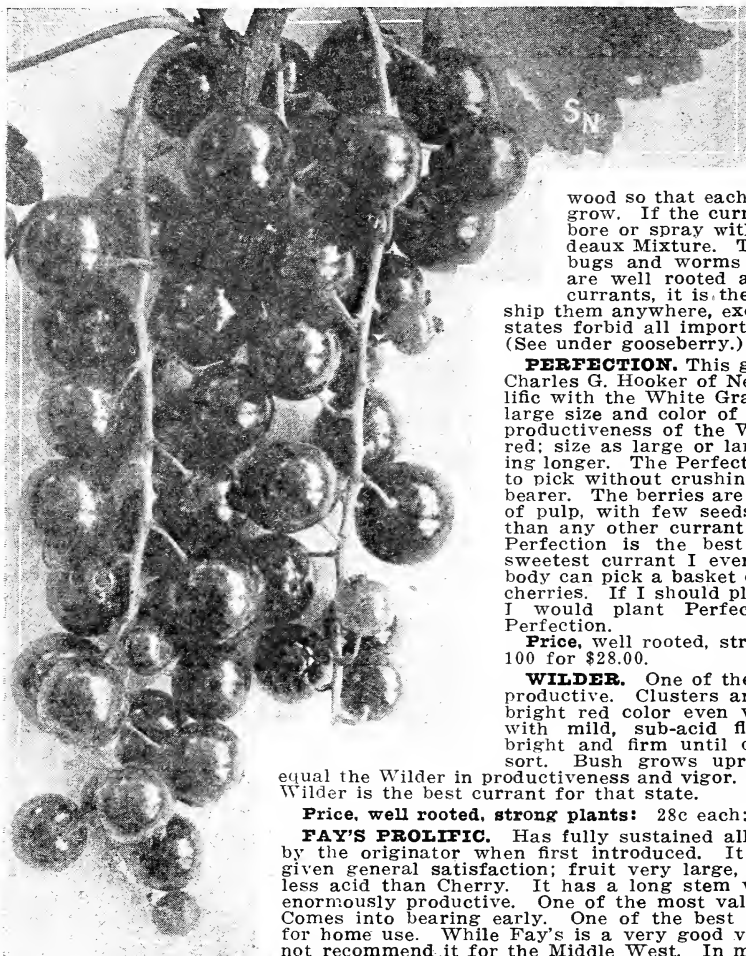 SN
wood so that each
grow. If the curr
bore or spray wit
deaux Mixture. T
bugs and worms
are well rooted a
currants, it is the
ship them anywhere, exc
states forbid all import
(See under gooseberry.)
PERFECTION. This g
Charles G. Hooker of Ne
lific with the White Gra
large size and color of
productiveness of the W
red; size as large or lar
ing longer. The Perfect
to pick without crushin
bearer. The berries are
of pulp, with few seeds
than any other currant
Perfection is the best
sweetest currant I ever
body can pick a basket
cherries. If I should pl
I would plant Perfec
Perfection.
Price, well rooted, str
100 for $28.00.
WILDER. One of the
productive. Clusters ar
bright red color even
with mild, sub-acid fl
bright and firm until
sort. Bush grows upr
equal the Wilder in productiveness and vigor.
Wilder is the best currant for that state.
Price, well rooted, strong plants: 28c each;
FAY'S PROLIFIC. Has fully sustained all
by the originator when first introduced. It
given general satisfaction; fruit very large,
less acid than Cherry. It has a long stem
enormously productive. One of the most val
Comes into bearing early. One of the best
for home use. While Fay's is a very good v
not recommend it for the Middle West. In m